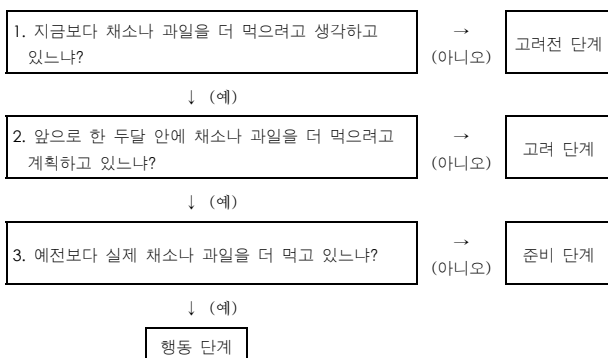 1. 지금보다 채소나 과일을 더 먹으려고 생각하고
있느냐?
→
(아니오)
고려전 단계
↓ (예)
2. 앞으로 한 두달 안에 채소나 과일을 더 먹으려고
계획하고 있느냐?
→
(아니오)
고려 단계
↓ (예)
3. 예전보다 실제 채소나 과일을 더 먹고 있느냐?
→
(아니오)
준비 단계
↓ (예)
행동 단계